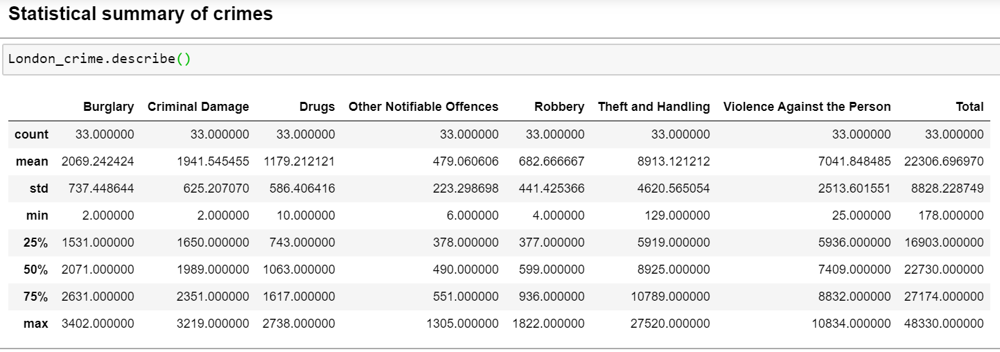 Statistical summary of crimes
London_crime.describe()
Burglary Criminal Damage Drugs Other Notifiable Offences Robbery Theft and Handling Violence Against the Person Total
count 33.000000 33.000000 33.000000 33.000000 33.000000 33.000000 33.000000 33.000000
mean 2069.242424 1941.545455 1179.212121 479.060606 682.666667 8913.121212 7041.848485 22306.696970
std 737.448644 625.207070 586.406416 223.298698 441.425366 4620.565054 2513.601551 8828.228749
min 2.000000 2.000000 10.000000 6.000000 4.000000 129.000000 25.000000 178.000000
25% 1531.000000 1650.000000 743.000000 378.000000 377.000000 5919.000000 5936.000000 16903.000000
50% 2071.000000 1989.000000 1063.000000 490.000000 599.000000 8925.000000 7409.000000 22730.000000
75% 2631.000000 2351.000000 1617.000000 551.000000 936.000000 10789.000000 8832.000000 27174.000000
max 3402.000000 3219.000000 2738.000000 1305.000000 1822.000000 27520.000000 10834.000000 48330.000000